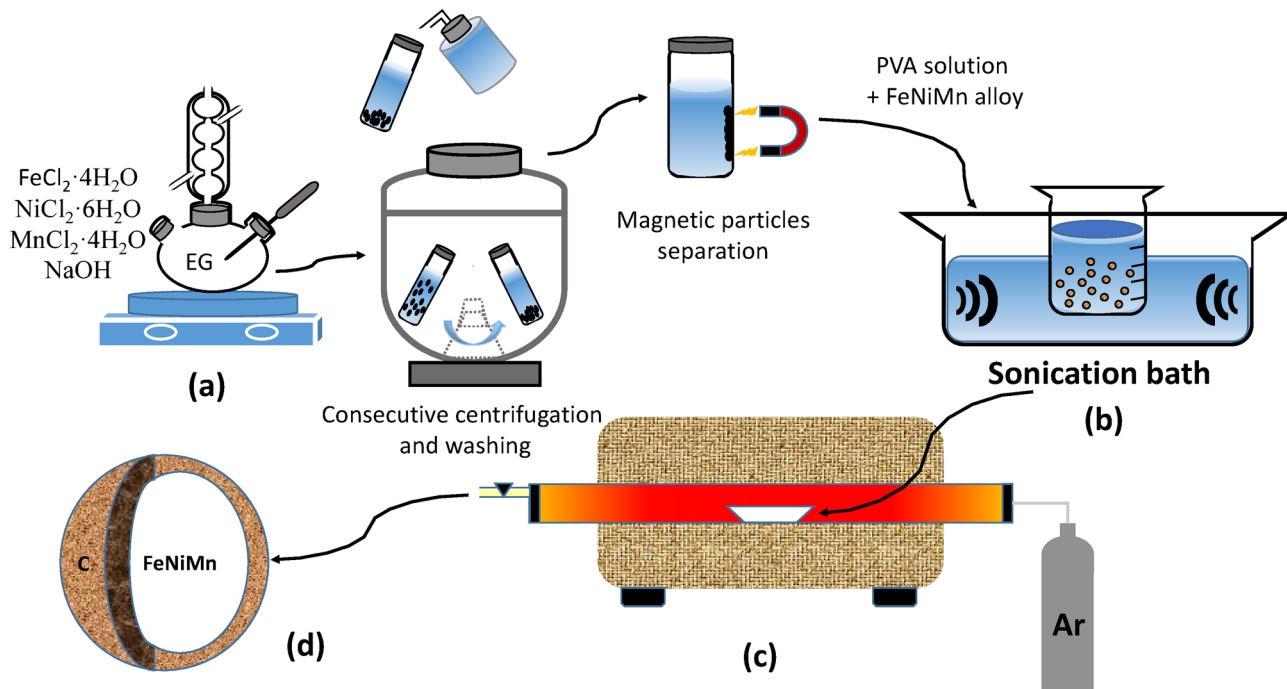 FeCl₂·4H₂O
NiCl₂·6H₂O
MnCl₂·4H₂O
NaOH
EG
(a)
Consecutive centrifugation
and washing
Magnetic particles
separation
PVA solution
+ FeNiMn alloy
Sonication bath
(b)
Ar
(c)
C
FeNiMn
(d)